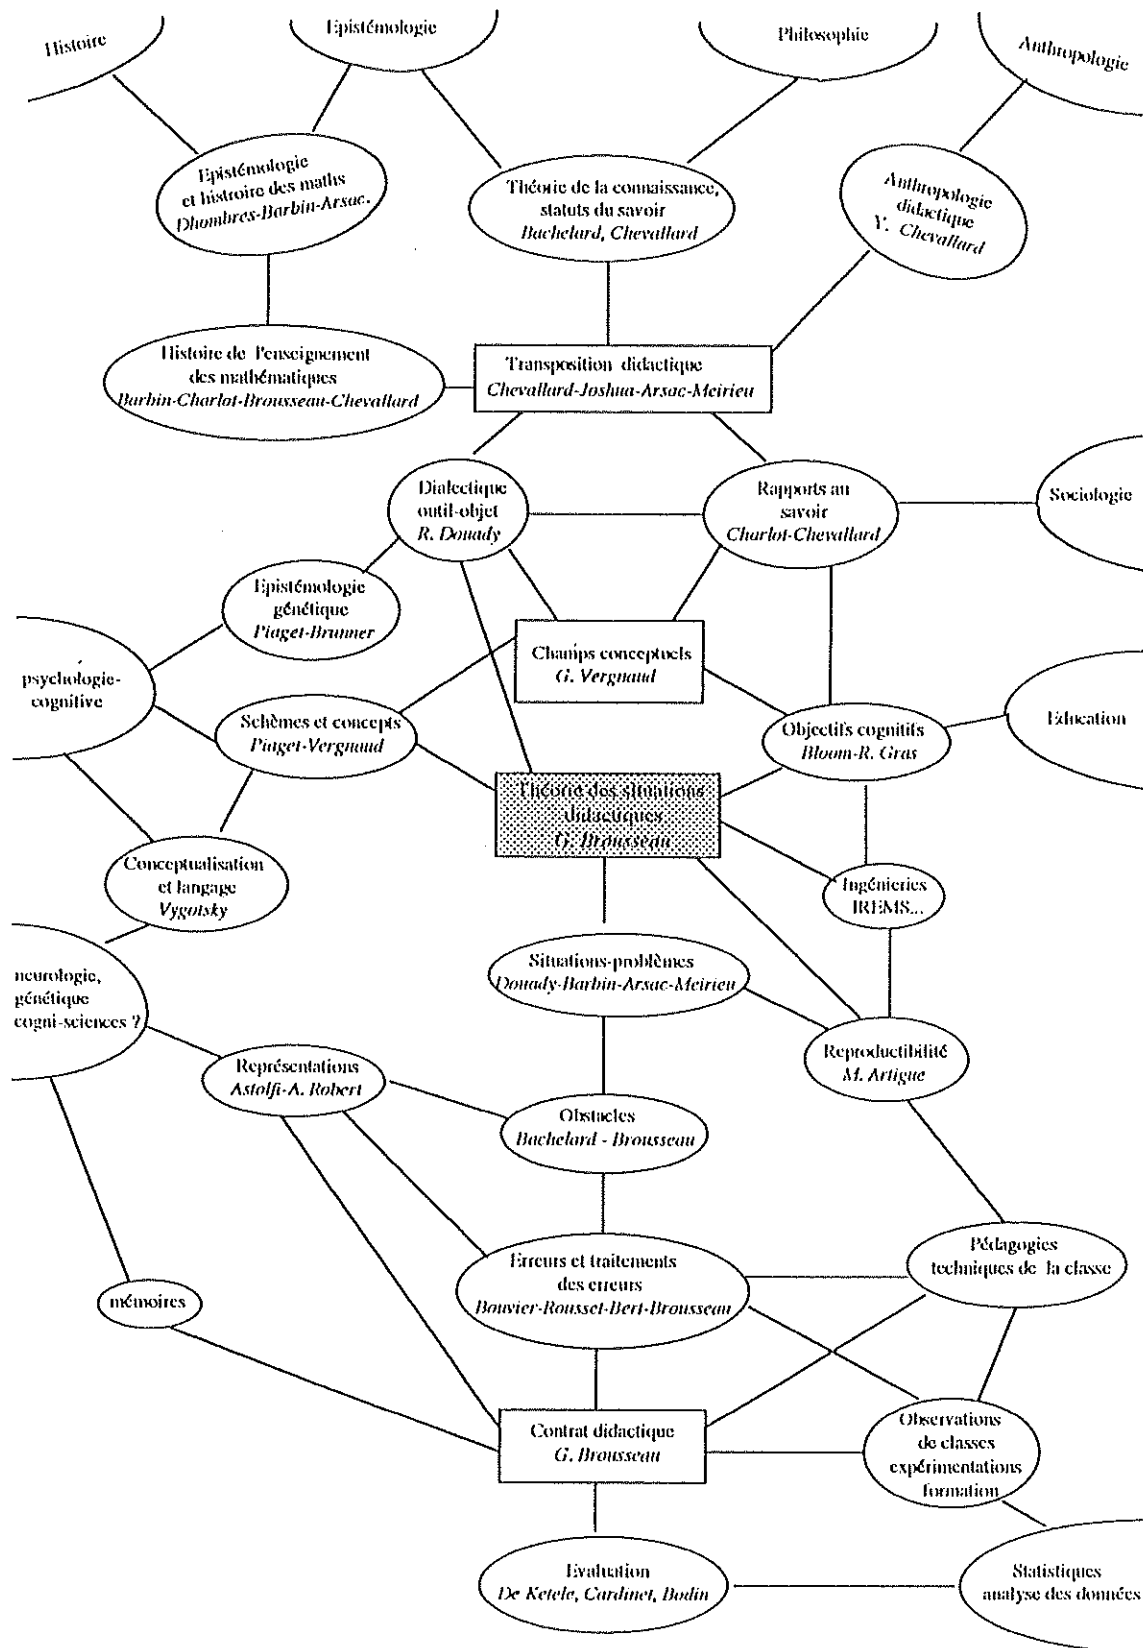 Histoire
Epistémologie
Philosophie
Anthropologie
Epistémologie
et histroire des maths
Dhombres-Barbin-Arsac.
Théorie de la connaissance,
statuts du savoir
Bachelard, Chevallard
Anthropologie
didactique
Y. Chevallard
Histoire de l'enseignement
des mathématiques
Barbin-Charlot-Brousseau-Chevallard
Transposition didactique
Chevallard-Joshua-Arsac-Meirieu
Dialectique
outil-objet
R. Douady
Rapports au
savoir
Charlot-Chevallard
Sociologie
Epistémologie
génétique
Piaget-Brunner
Champs conceptuels
G. Vergnaud
psychologie-
cognitive
Schèmes et concepts
Piaget-Vergnaud
Objectifs cognitifs
Bloom-R. Gras
Education
Théorie des situations
didactiques
G. Brousseau
Conceptualisation
et langage
Vygotsky
Ingénieries
IREMS...
neurologie,
génétique
cogni-sciences ?
Situations-problèmes
Douady-Barbin-Arsac-Meirieu
Représentations
Astolfi-A. Robert
Reproductibilité
M. Artigue
Obstacles
Bachelard - Brousseau
Erreurs et traitements
des erreurs
Bouvier-Rousset-Bert-Brousseau
Pédagogies
techniques de la classe
mémoires
Contrat didactique
G. Brousseau
Observations
de classes
expérimentations
formation
Evaluation
De Ketele, Cardinet, Bodin
Statistiques
analyse des données